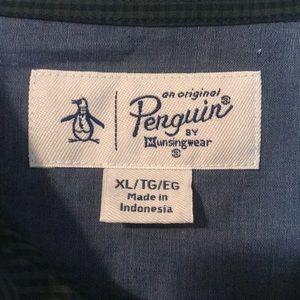 an original
Penguin®
BY
Munsingwear
®
XL/TG/EG
Made in
Indonesia